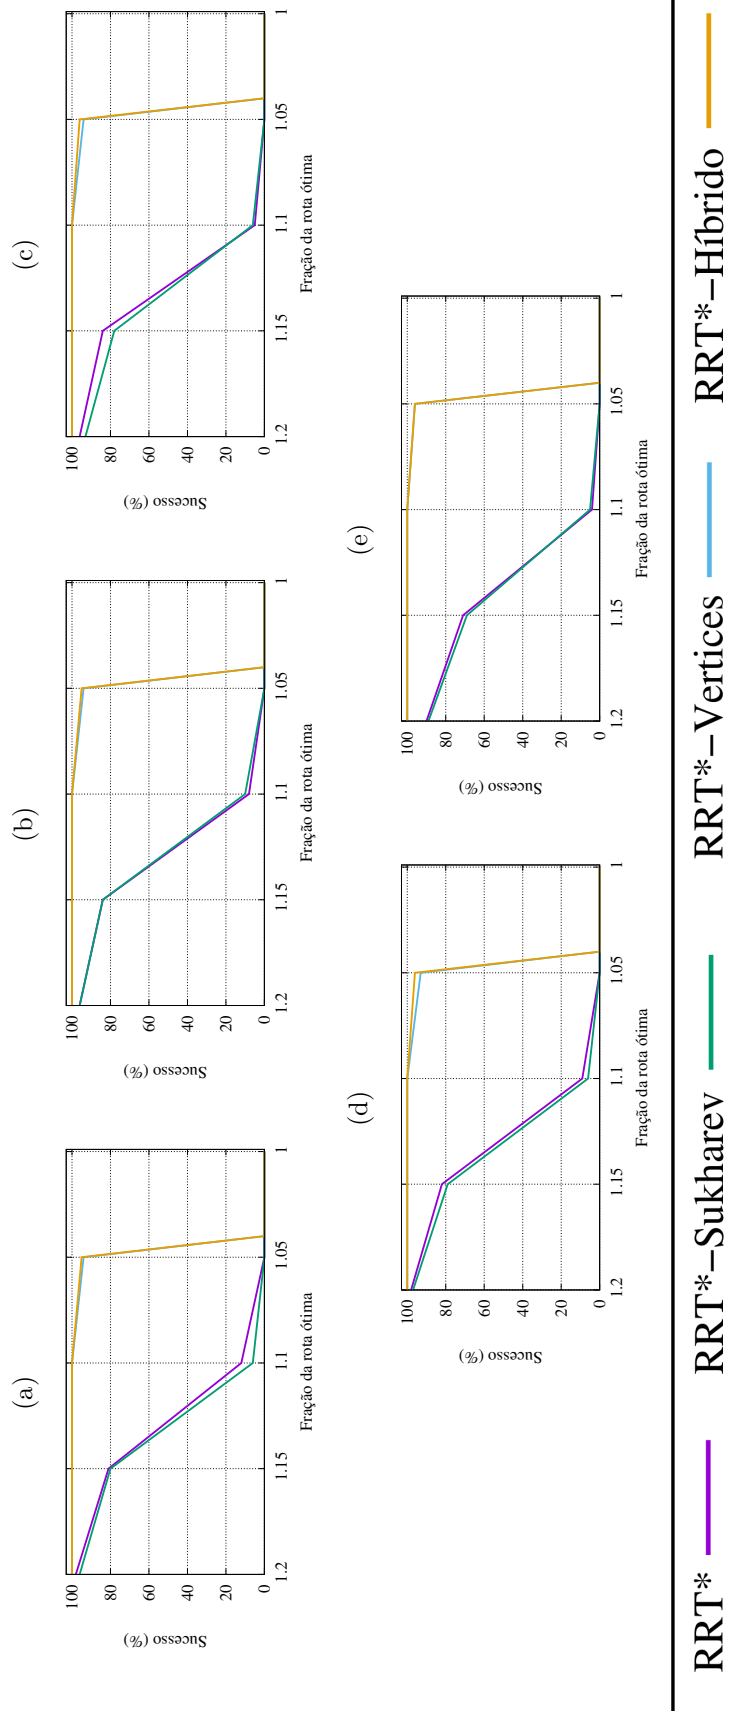 (a)
Sucesso (%)
100
80
60
40
20
0
1.2 1.15 1.1 1.05 1
Fração da rota ótima
(b)
Sucesso (%)
100
80
60
40
20
0
1.2 1.15 1.1 1.05 1
Fração da rota ótima
(c)
Sucesso (%)
100
80
60
40
20
0
1.2 1.15 1.1 1.05 1
Fração da rota ótima
(d)
Sucesso (%)
100
80
60
40
20
0
1.2 1.15 1.1 1.05 1
Fração da rota ótima
(e)
Sucesso (%)
100
80
60
40
20
0
1.2 1.15 1.1 1.05 1
Fração da rota ótima
RRT* RRT*−Sukharev RRT*−Vertices RRT*−Híbrido